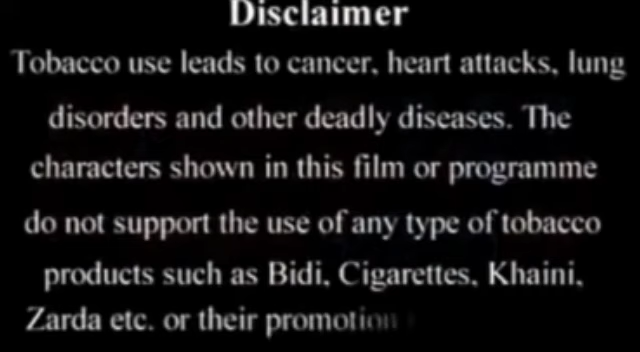 Disclaimer
Tobacco use leads to cancer, heart attacks, lung
disorders and other deadly diseases. The
characters shown in this film or programme
do not support the use of any type of tobacco
products such as Bidi, Cigarettes, Khaini,
Zarda etc. or their promotion